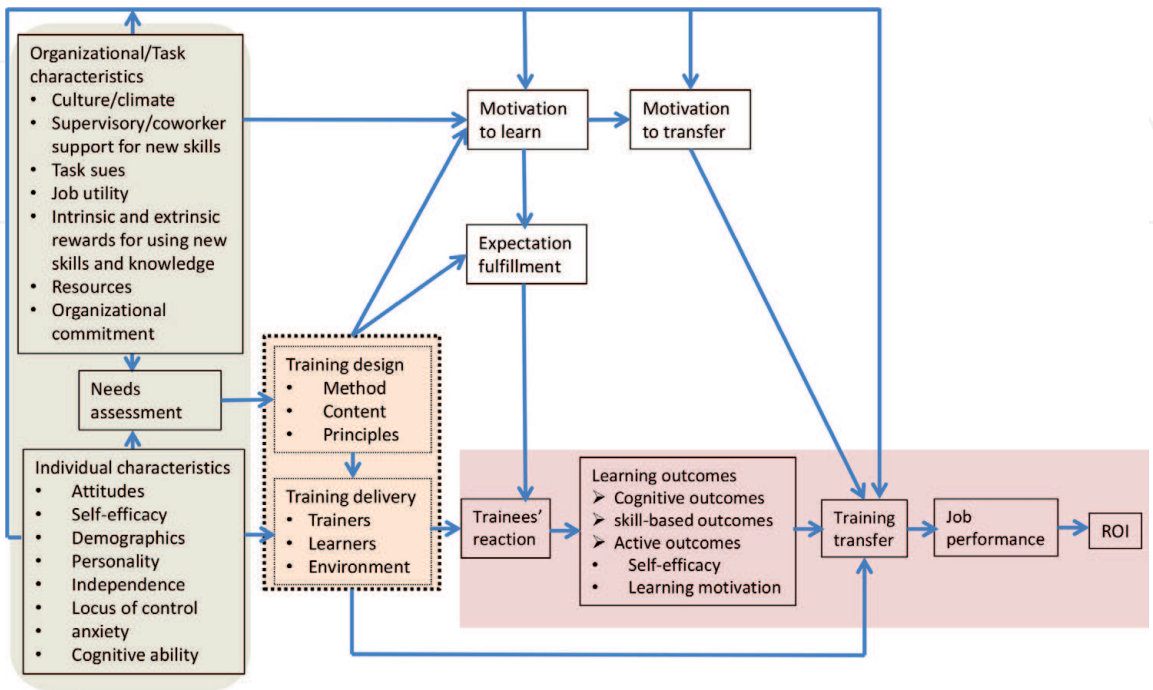 Organizational/Task
characteristics
• Culture/climate
• Supervisory/coworker
support for new skills
• Task sues
• Job utility
• Intrinsic and extrinsic
rewards for using new
skills and knowledge
• Resources
• Organizational
commitment
Needs
assessment
Individual characteristics
• Attitudes
• Self-efficacy
• Demographics
• Personality
• Independence
• Locus of control
• anxiety
• Cognitive ability
Training design
• Method
• Content
• Principles
Training delivery
• Trainers
• Learners
• Environment
Motivation
to learn
Motivation
to transfer
Expectation
fulfillment
Trainees’
reaction
Learning outcomes
➢ Cognitive outcomes
➢ skill-based outcomes
➢ Active outcomes
• Self-efficacy
• Learning motivation
Training
transfer
Job
performance
ROI